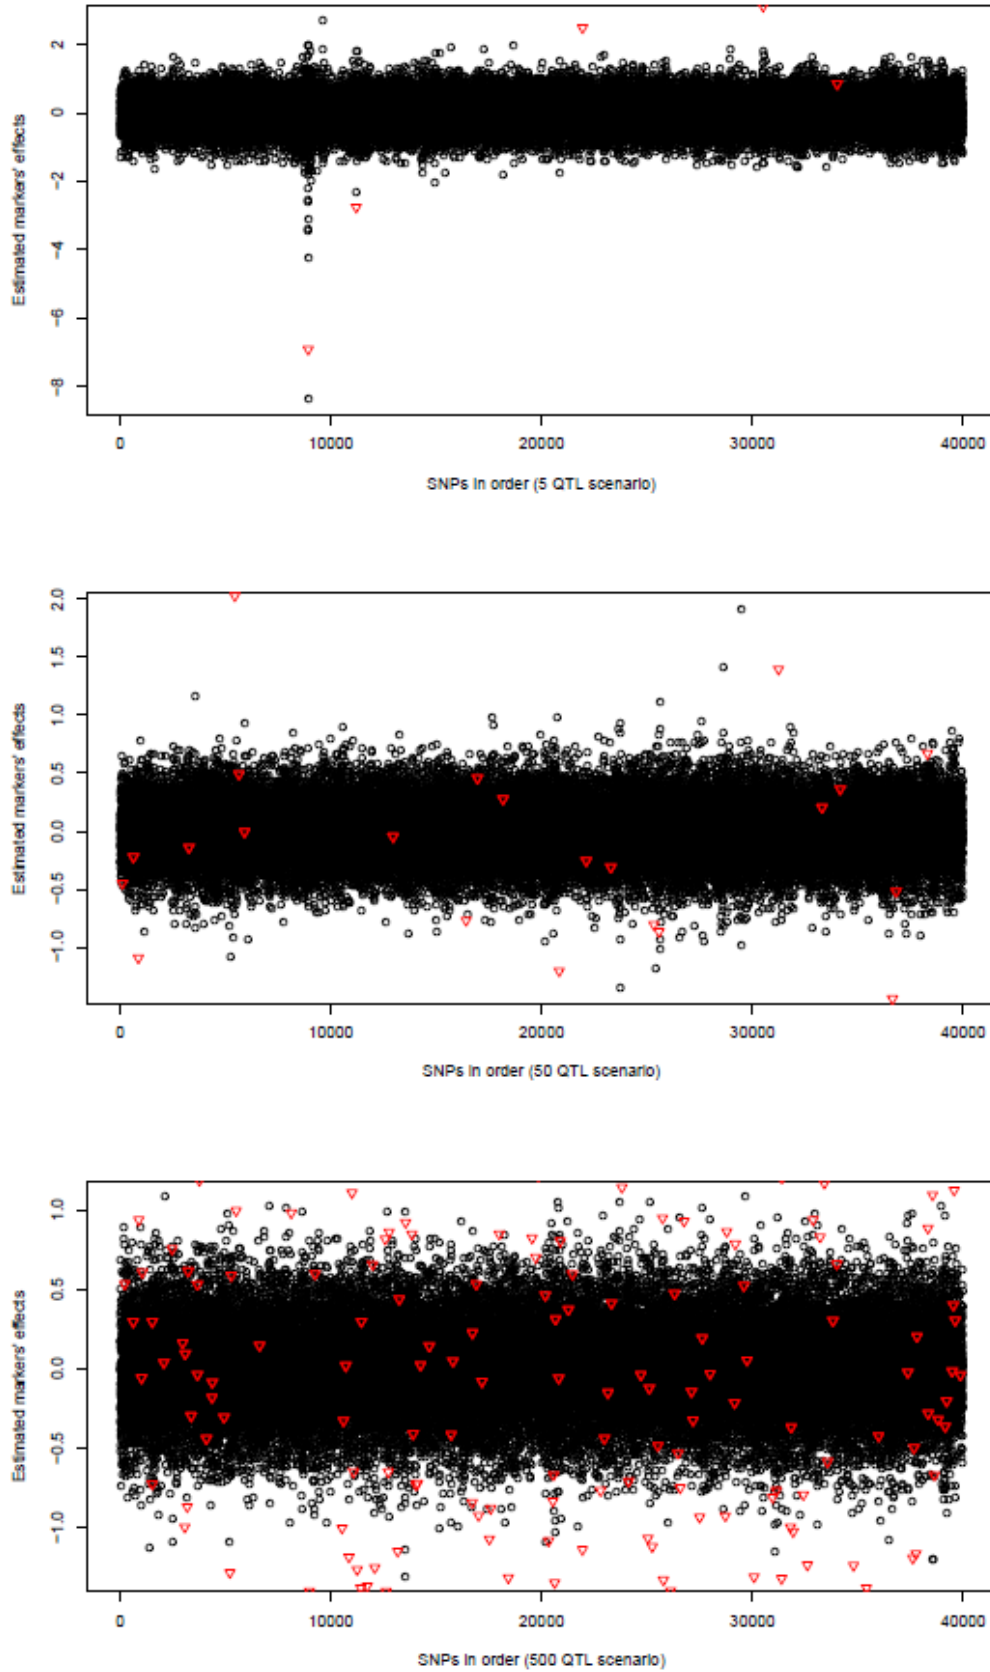 Estimated markers' effects
2
0
−2
−4
−6
−8
0 10000 20000 30000 40000
SNPs in order (5 QTL scenario)
Estimated markers' effects
2.0
1.5
1.0
0.5
0.0
−0.5
−1.0
0 10000 20000 30000 40000
SNPs in order (50 QTL scenario)
Estimated markers' effects
1.0
0.5
0.0
−0.5
−1.0
0 10000 20000 30000 40000
SNPs in order (500 QTL scenario)